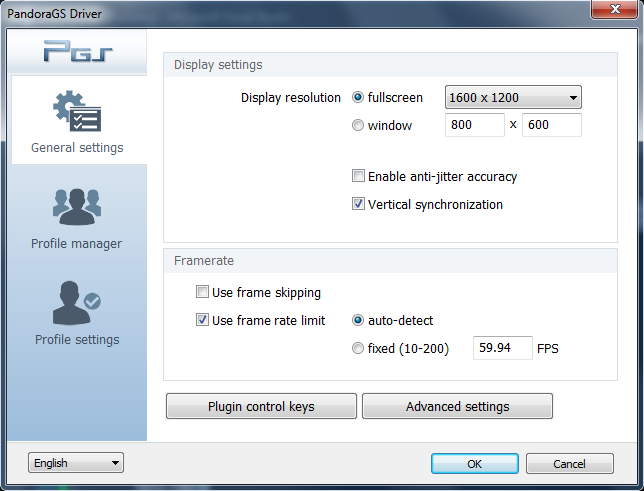 PandoraGS Driver
PGS
General settings
Profile manager
Profile settings
Display settings
Display resolution fullscreen 1600 x 1200
window 800 x 600
Enable anti-jitter accuracy
Vertical synchronization
Framerate
Use frame skipping
Use frame rate limit auto-detect
fixed (10-200) 59.94 FPS
Plugin control keys Advanced settings
English OK Cancel